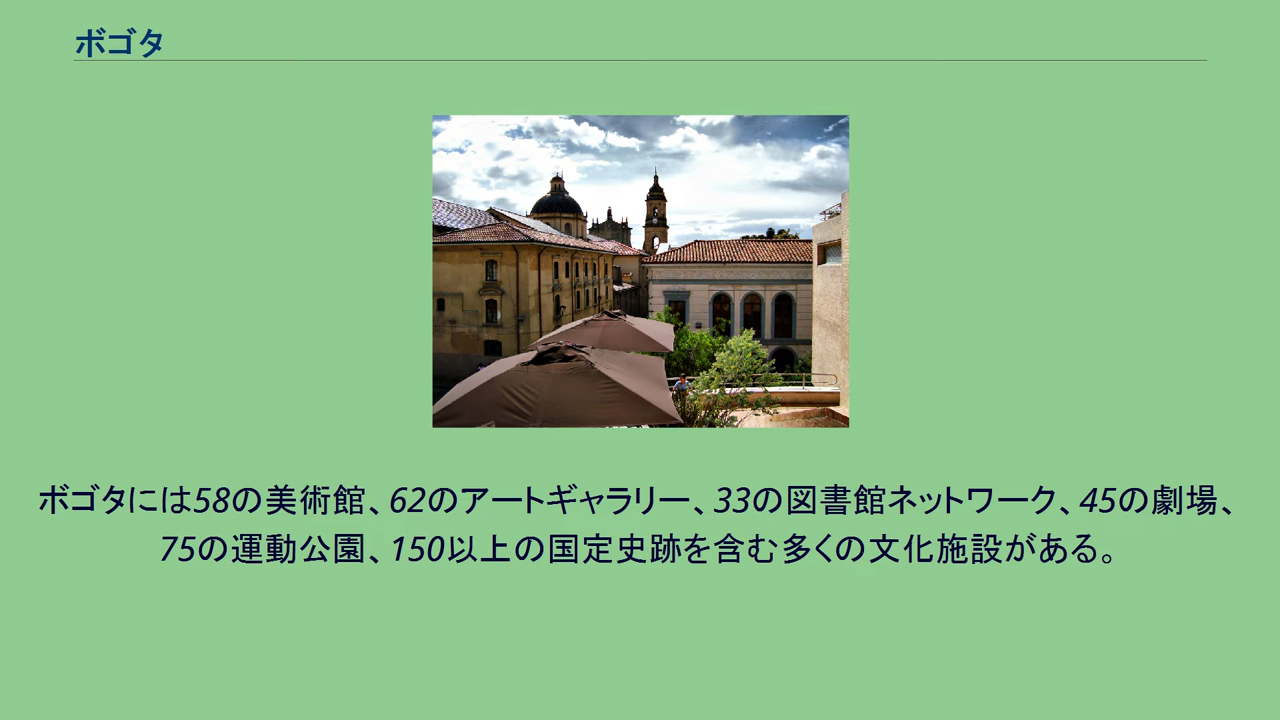 ボゴタ
ボゴタには58の美術館、62のアートギャラリー、33の図書館ネットワーク、45の劇場、
75の運動公園、150以上の国定史跡を含む多くの文化施設がある。